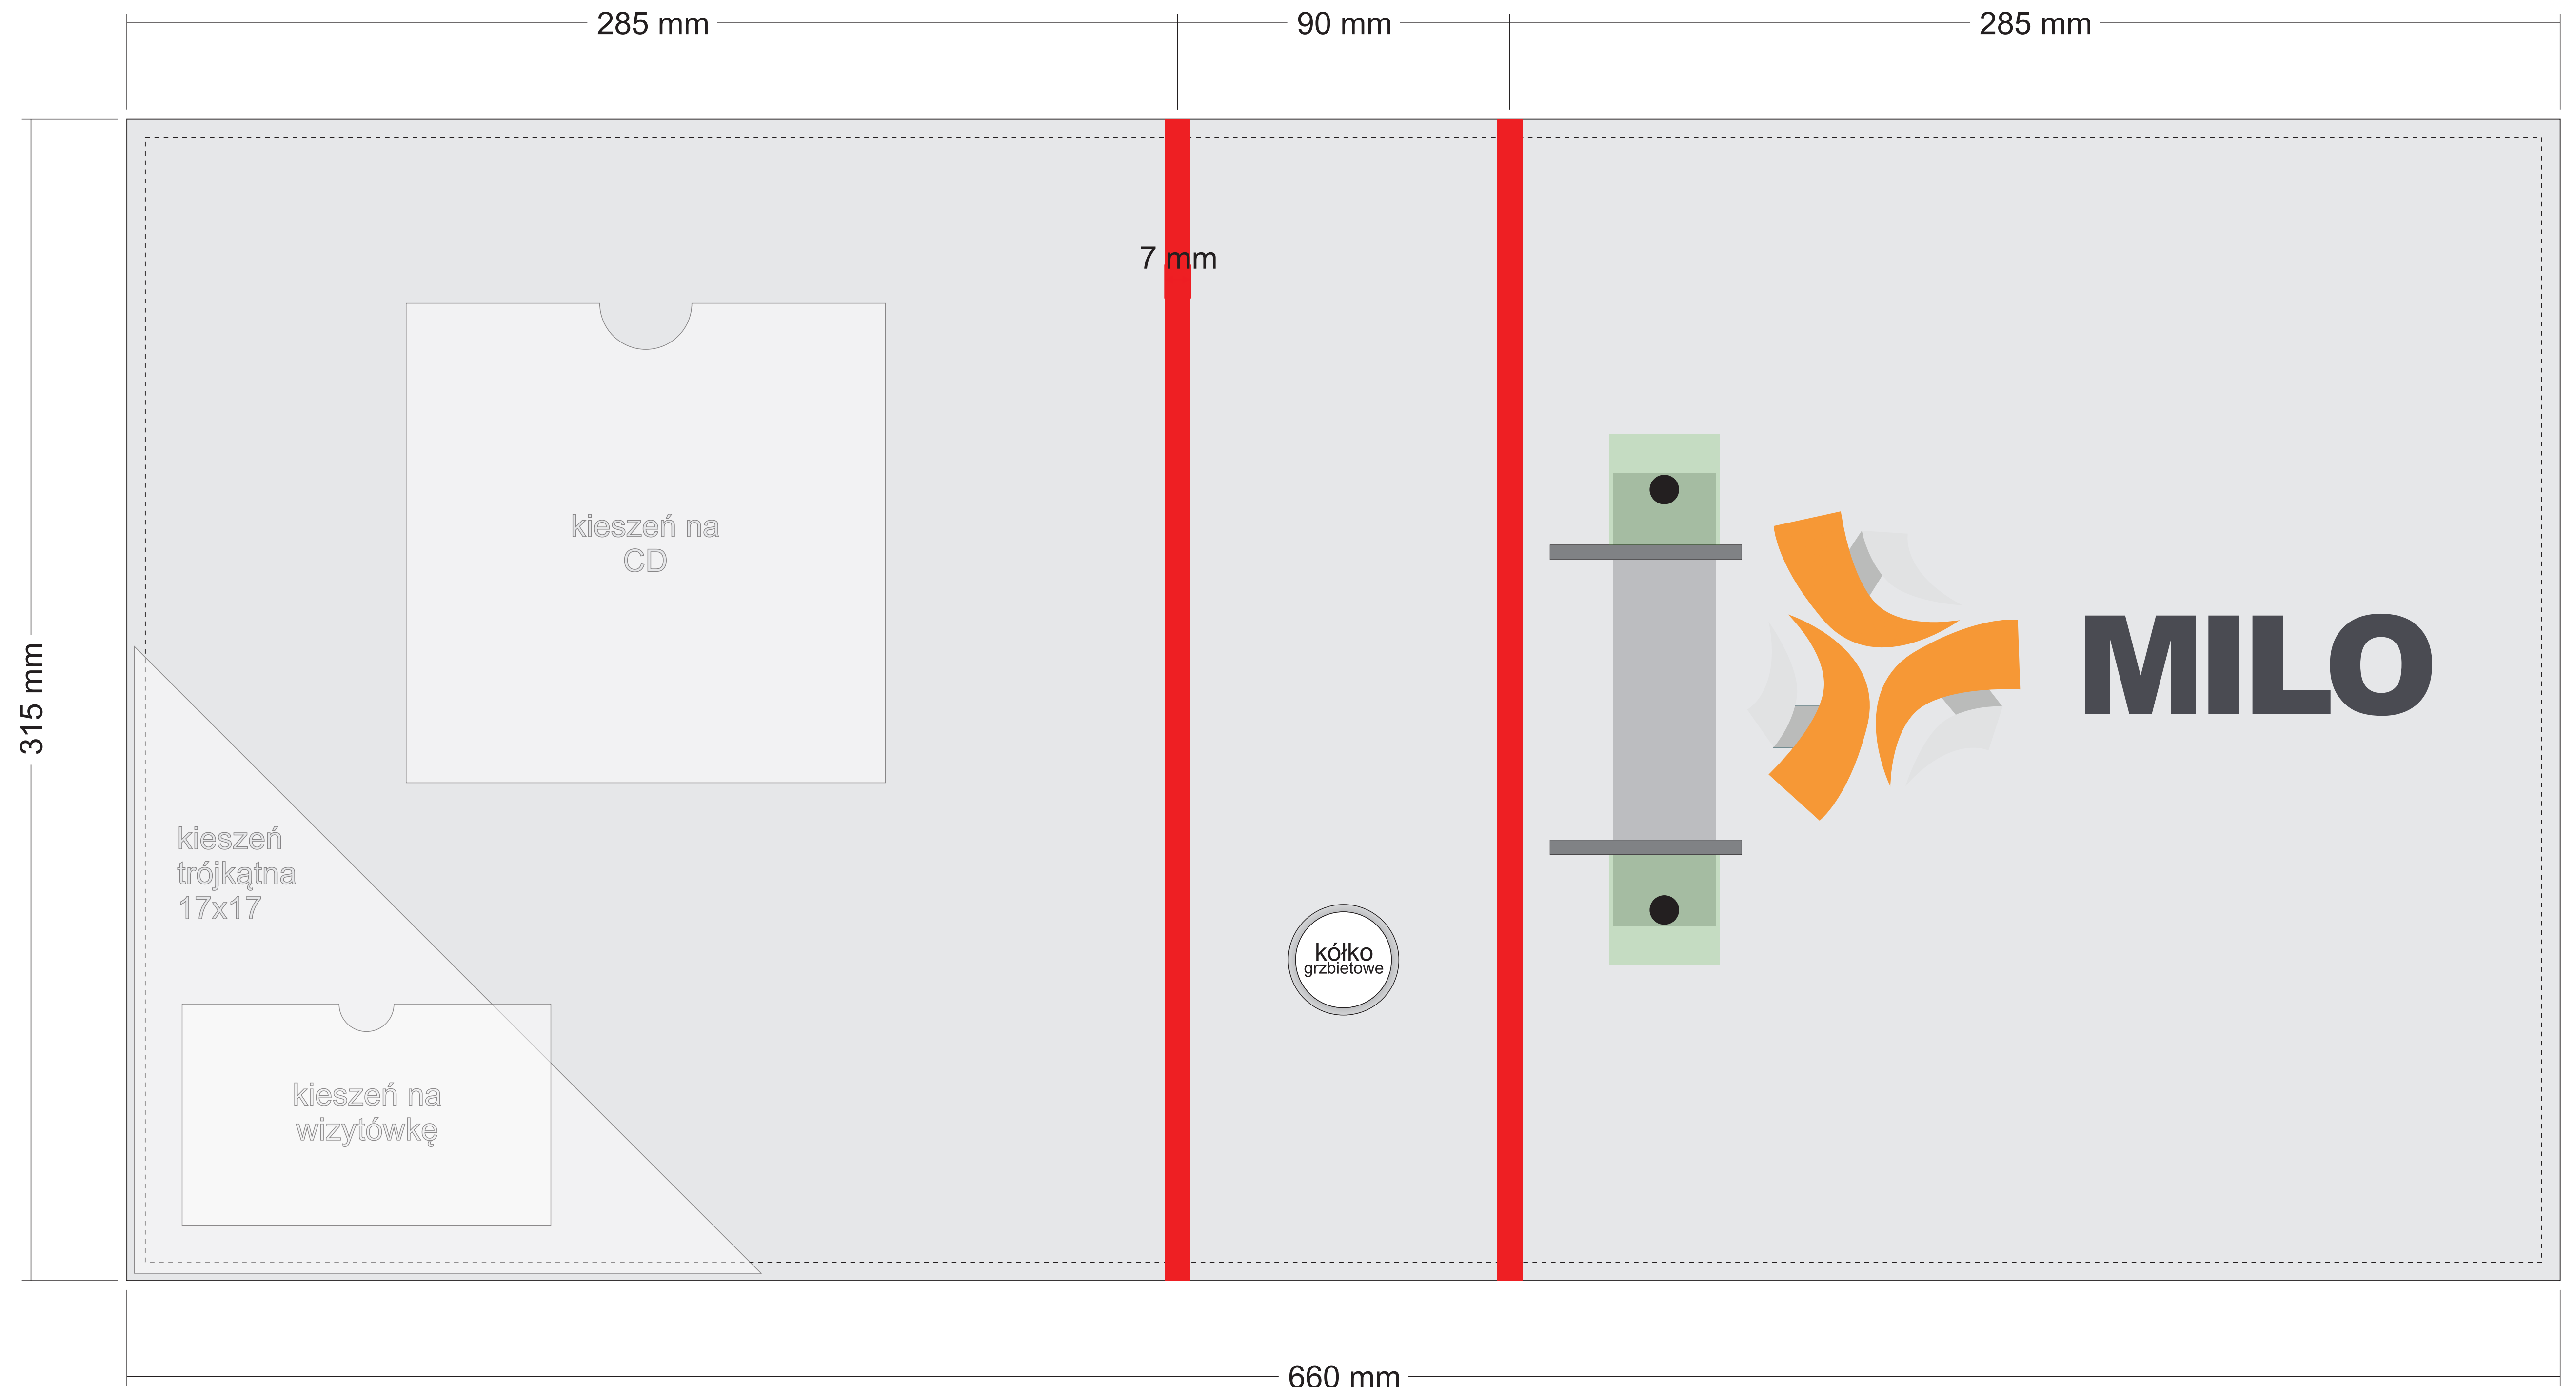 285 mm
90 mm
285 mm
7 mm
kieszeń na
CD
315 mm
MILO
kieszeń
trójkątna
17x17
kółko
grzbietowe
kieszeń na
wizytówkę
660 mm